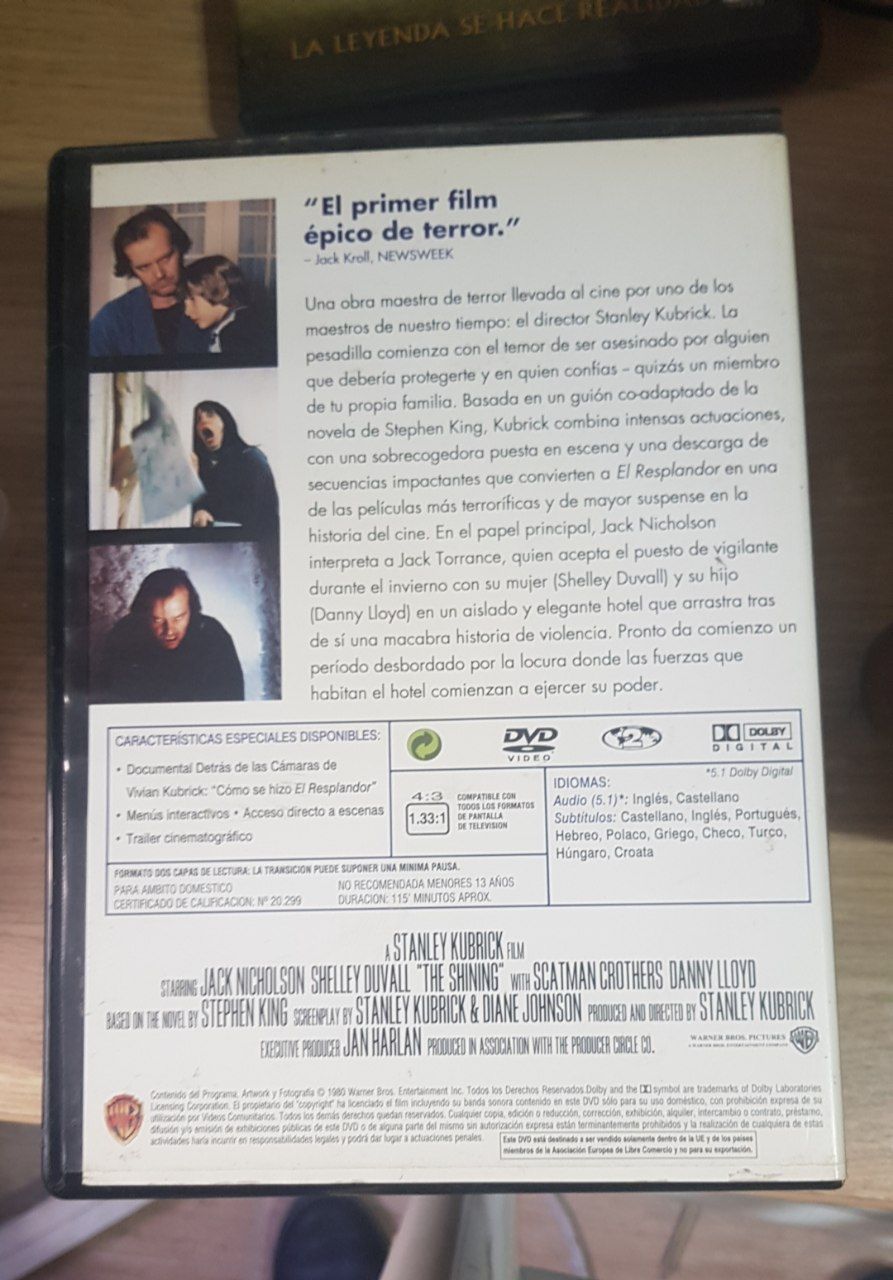 LA LEYENDA SE HACE REALIDAD
“El primer film
épico de terror.”
– Jack Kroll, NEWSWEEK
Una obra maestra de terror llevada al cine por uno de los
maestros de nuestro tiempo: el director Stanley Kubrick. La
pesadilla comienza con el temor de ser asesinado por alguien
que debería protegerte y en quien confías – quizás un miembro
de tu propia familia. Basada en un guión co-adaptado de la
novela de Stephen King, Kubrick combina intensas actuaciones,
con una sobrecogedora puesta en escena y una descarga de
secuencias impactantes que convierten a El Resplandor en una
de las películas más terroríficas y de mayor suspense en la
historia del cine. En el papel principal, Jack Nicholson
interpreta a Jack Torrance, quien acepta el puesto de vigilante
durante el invierno con su mujer (Shelley Duvall) y su hijo
(Danny Lloyd) en un aislado y elegante hotel que arrastra tras
de sí una macabra historia de violencia. Pronto da comienzo un
período desbordado por la locura donde las fuerzas que
habitan el hotel comienzan a ejercer su poder.
CARACTERÍSTICAS ESPECIALES DISPONIBLES:
• Documental Detrás de las Cámaras de
Vivian Kubrick: “Cómo se hizo El Resplandor”
• Menús interactivos • Acceso directo a escenas
• Trailer cinematográfico
DVD
VIDEO
2
DOLBY
DIGITAL
*5.1 Dolby Digital
4:3
1.33:1
COMPATIBLE CON
TODOS LOS FORMATOS
DE PANTALLA
DE TELEVISION
IDIOMAS:
Audio (5.1)*: Inglés, Castellano
Subtítulos: Castellano, Inglés, Portugués,
Hebreo, Polaco, Griego, Checo, Turco,
Húngaro, Croata
FORMATO DOS CAPAS DE LECTURA: LA TRANSICION PUEDE SUPONER UNA MINIMA PAUSA.
PARA AMBITO DOMESTICO NO RECOMENDADA MENORES 13 AÑOS
CERTIFICADO DE CALIFICACION: Nº 20.299 DURACION: 115' MINUTOS APROX.
A STANLEY KUBRICK FILM
STARRING JACK NICHOLSON SHELLEY DUVALL "THE SHINING" WITH SCATMAN CROTHERS DANNY LLOYD
BASED ON THE NOVEL BY STEPHEN KING SCREENPLAY BY STANLEY KUBRICK & DIANE JOHNSON PRODUCED AND DIRECTED BY STANLEY KUBRICK
EXECUTIVE PRODUCER JAN HARLAN PRODUCED IN ASSOCIATION WITH THE PRODUCER CIRCLE CO.
WARNER BROS. PICTURES
Contenido del Programa, Artwork y Fotografía © 1980 Warner Bros. Entertainment Inc. Todos los Derechos Reservados.Dolby and the symbol are trademarks of Dolby Laboratories
Licensing Corporation. El propietario del "copyright" ha licenciado el film incluyendo su banda sonora contenido en este DVD sólo para su uso doméstico, con prohibición expresa de su
utilización por Videos Comunitarios. Todos los demás derechos quedan reservados. Cualquier copia, edición o reducción, corrección, exhibición, alquiler, intercambio o contrato, préstamo,
difusión y/o emisión de exhibiciones públicas de este DVD o de alguna parte del mismo sin autorización expresa están terminantemente prohibidos y la realización de cualquiera de estas
actividades haría incurrir en responsabilidades legales y podrá dar lugar a actuaciones penales.
Este DVD está destinado a ser vendido solamente dentro de la UE y de los países
miembros de la Asociación Europea de Libre Comercio y no para su exportación.